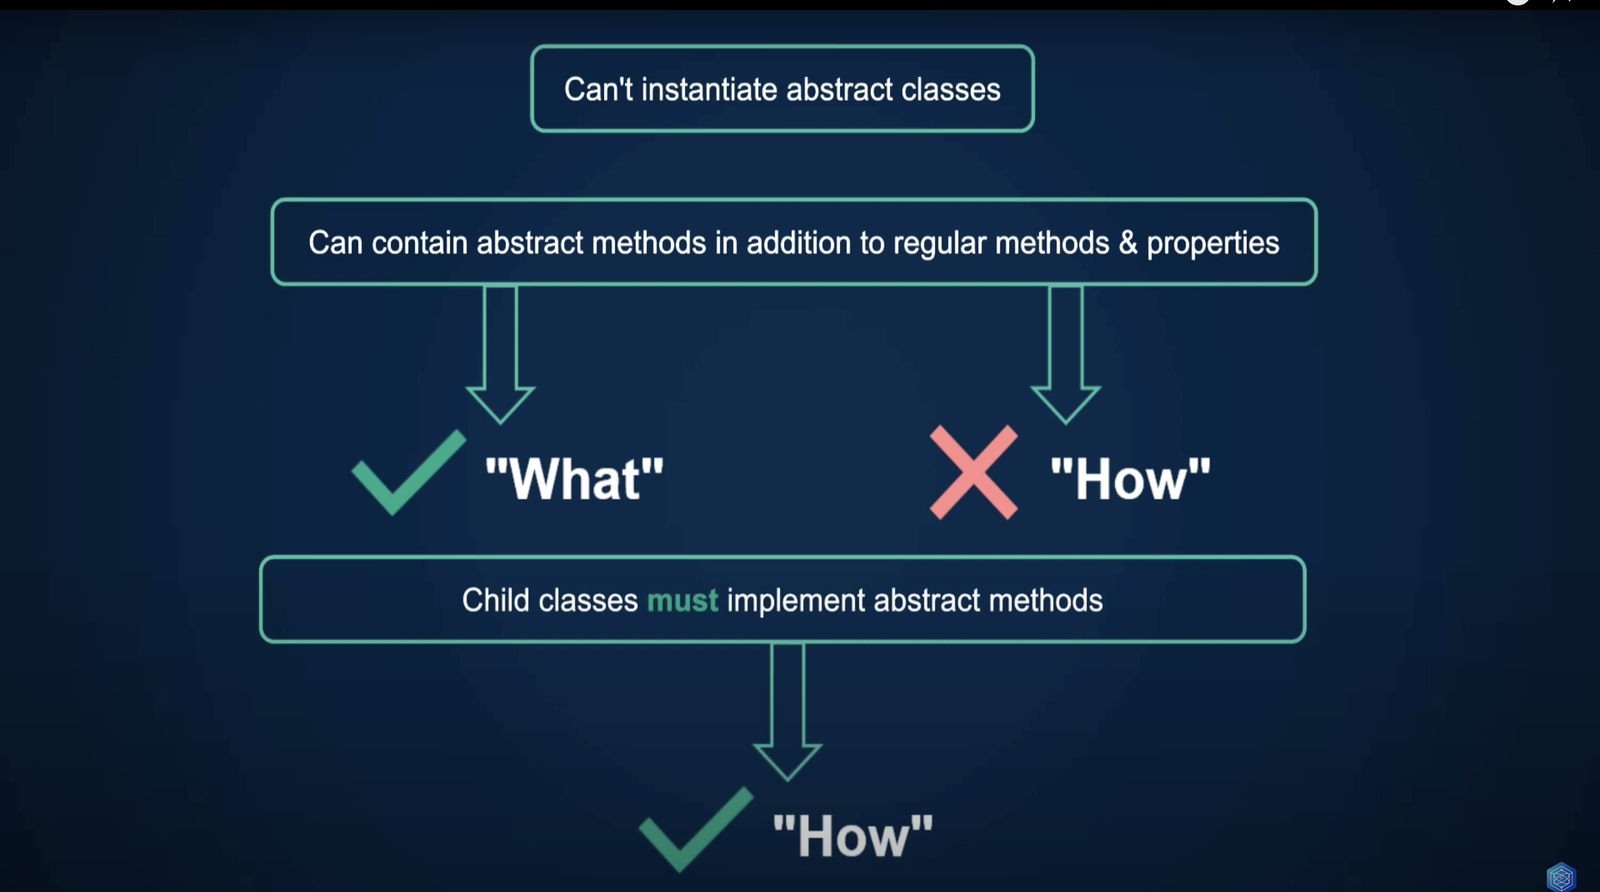 Can't instantiate abstract classes
Can contain abstract methods in addition to regular methods & properties
"What"
"How"
Child classes must implement abstract methods
"How"